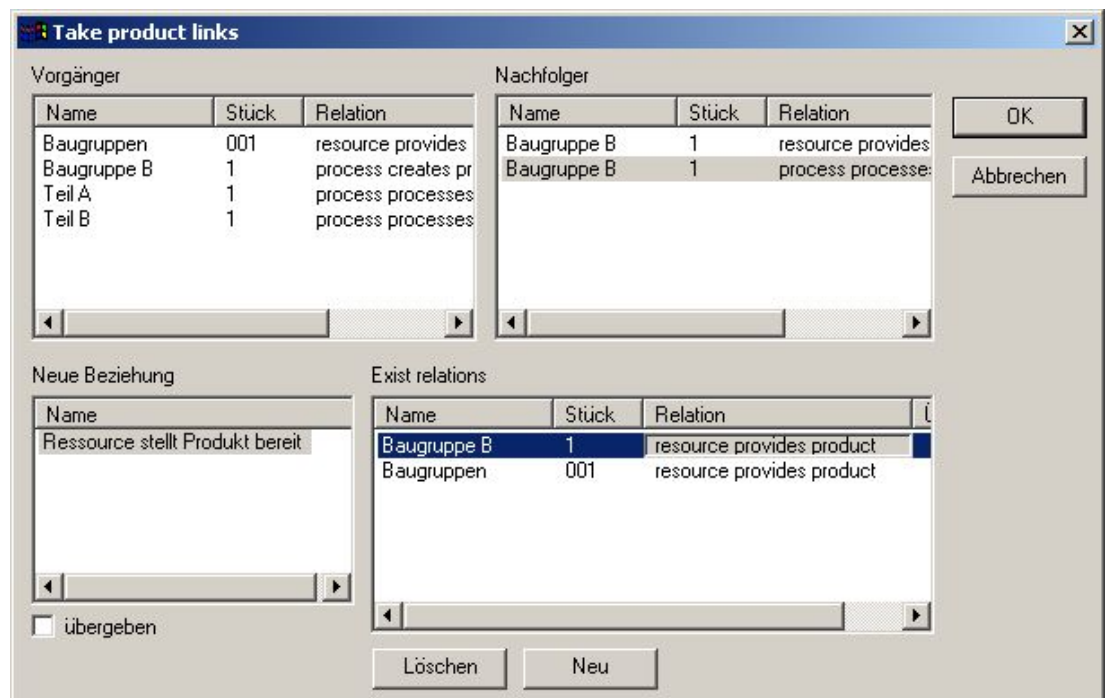 Take product links
Vorgänger
Name Stück Relation
Baugruppen 001 resource provides
Baugruppe B 1 process creates pr
Teil A 1 process processes
Teil B 1 process processes
Nachfolger
Name Stück Relation
Baugruppe B 1 resource provides
Baugruppe B 1 process processe
OK
Abbrechen
Neue Beziehung
Name
Ressource stellt Produkt bereit
übergeben
Exist relations
Name Stück Relation
Baugruppe B 1 resource provides product
Baugruppen 001 resource provides product
Löschen Neu